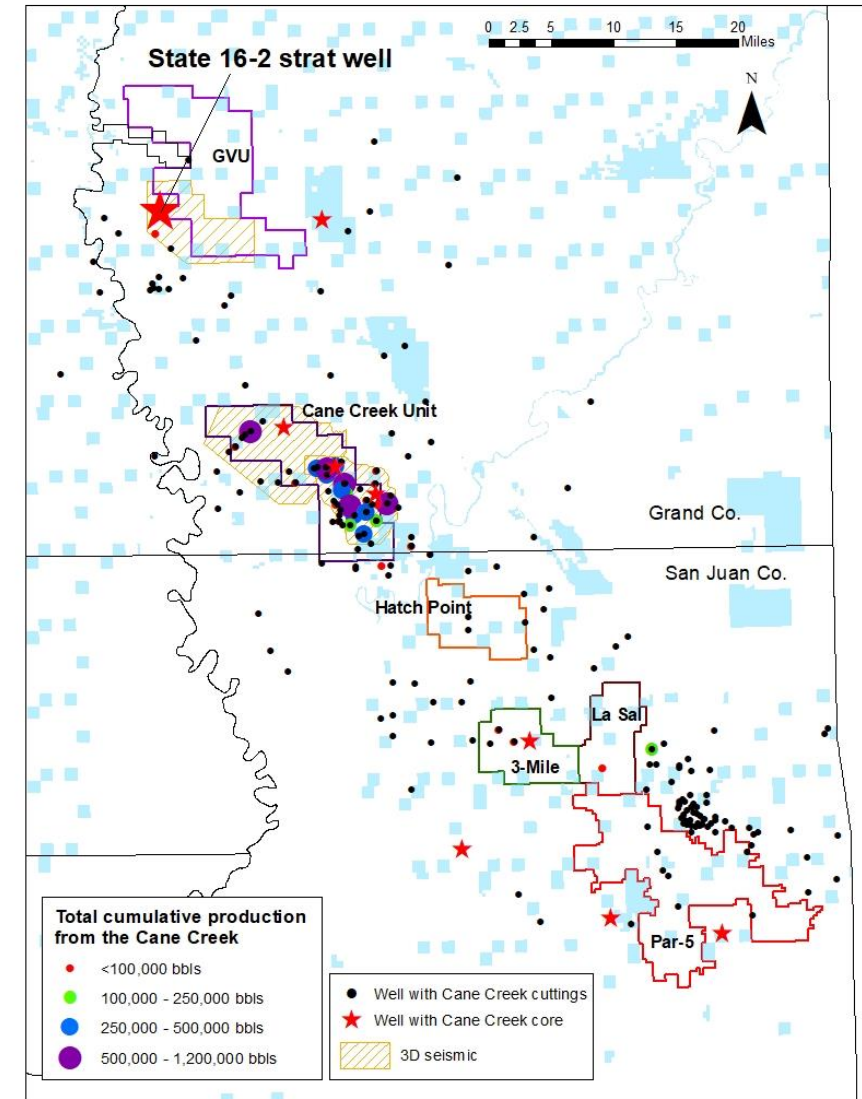 0 2.5 5 10 15 20
Miles
State 16-2 strat well
N
GVU
Cane Creek Unit
Grand Co.
San Juan Co.
Hatch Point
La Sal
3-Mile
Par-5
Total cumulative production
from the Cane Creek
<100,000 bbls
100,000 - 250,000 bbls
250,000 - 500,000 bbls
500,000 - 1,200,000 bbls
Well with Cane Creek cuttings
Well with Cane Creek core
3D seismic